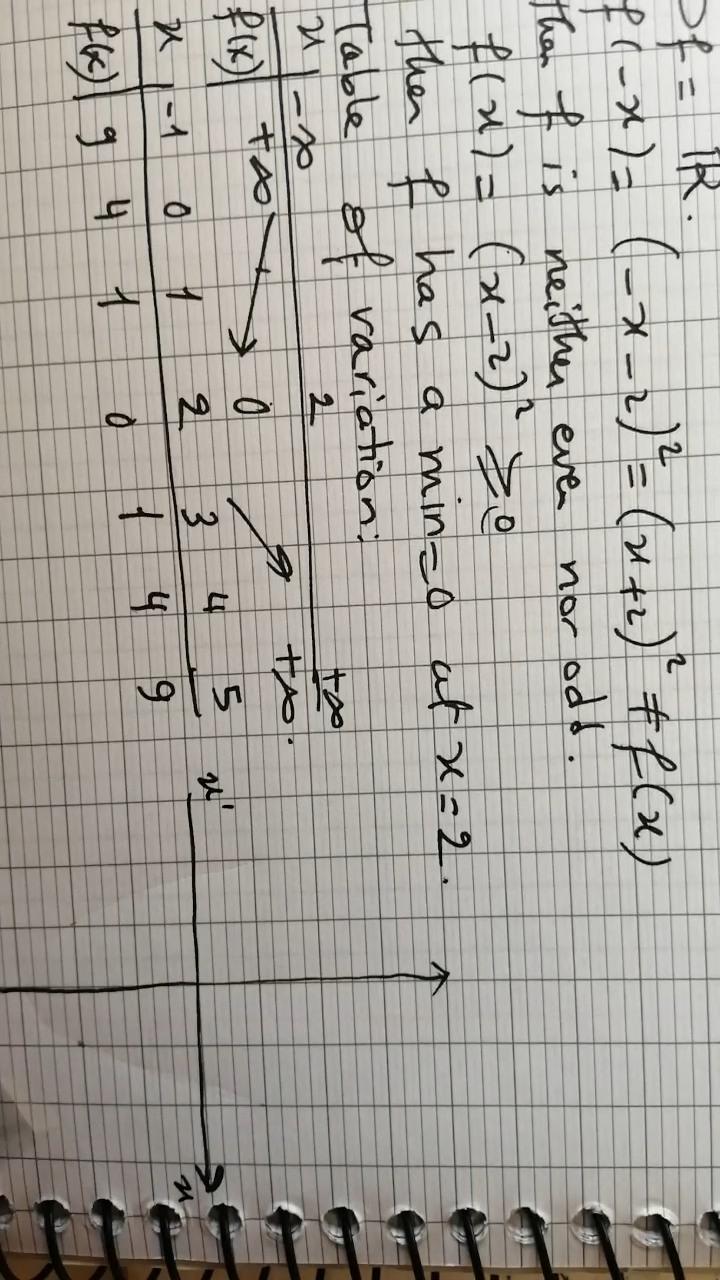 Df = ℝ.
f(-x) = (-x-2)² = (x+2)² ≠ f(x)
then f is neither even nor odd.
f(x) = (x-2)² ≥ 0
then f has a min = 0 at x = 2.
Table of variation:
x | -∞ 2 +∞
f(x) | +∞ ↘ 0 ↗ +∞.
x | -1 0 1 2 3 4 5
f(x) | 9 4 1 0 1 4 9
x' x